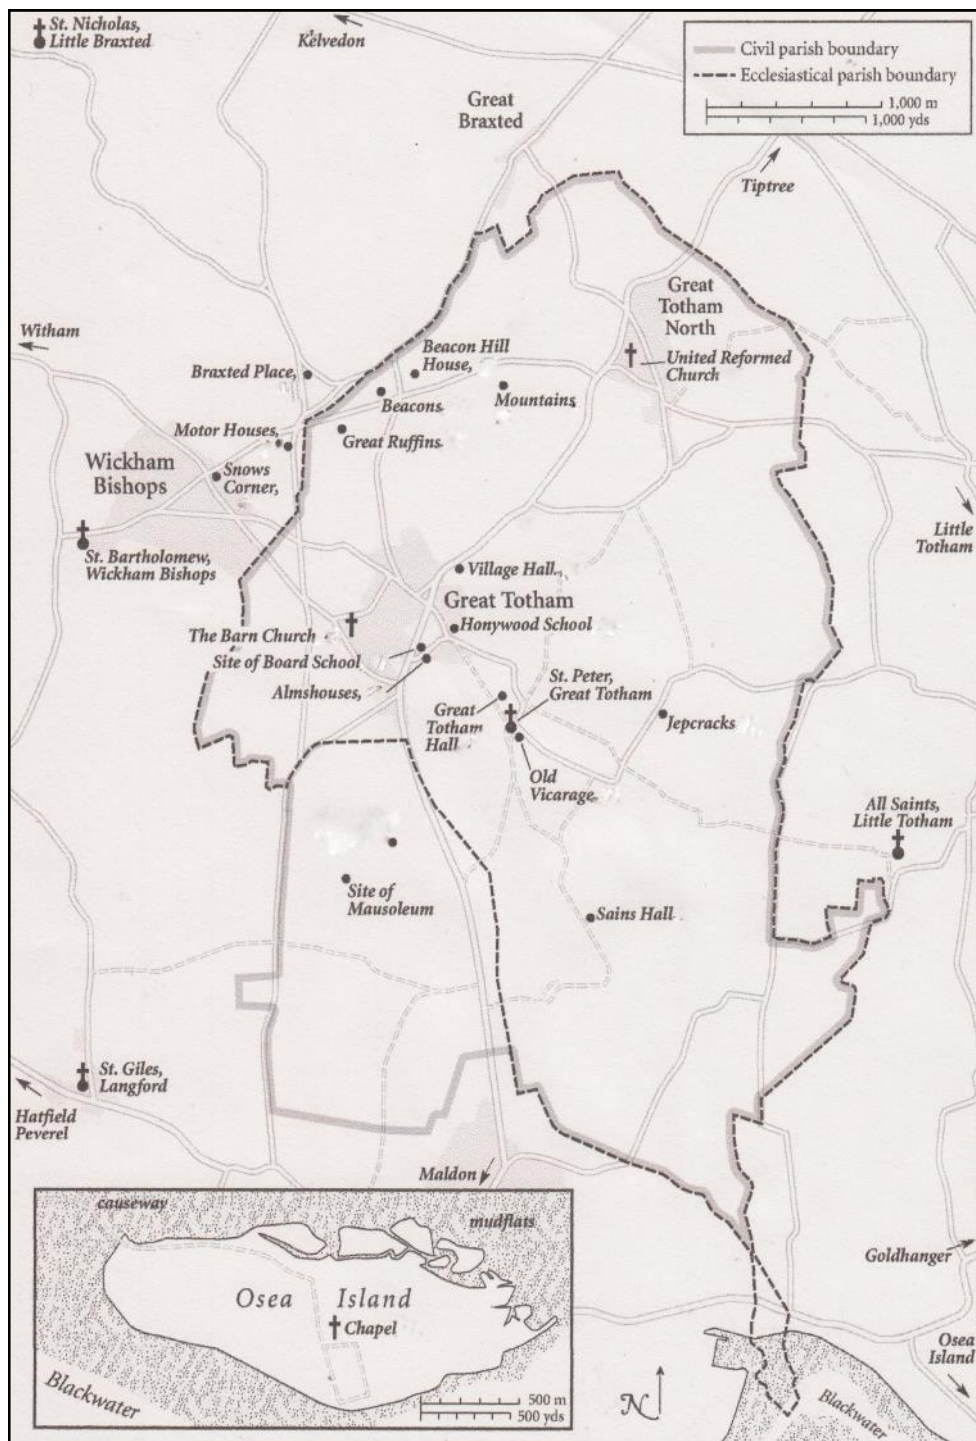 St. Nicholas,
Little Braxted
Kelvedon
Civil parish boundary
Ecclesiastical parish boundary
1,000 m
1,000 yds
Great
Braxted
Tiptree
Great
Totham
North
Witham
Beacon Hill
House,
United Reformed
Church
Braxted Place,
Beacons
Mountains
Motor Houses,
Great Ruffins
Wickham
Bishops
Snows
Corner,
Little
Totham
St. Bartholomew,
Wickham Bishops
Village Hall.,
Great Totham
Honywood School
The Barn Church
Site of Board School
Almshouses,
St. Peter,
Great Totham
Great
Totham
Hall
Jepcracks
Old
Vicarage
All Saints,
Little Totham
Site of
Mausoleum
Sains Hall
St. Giles,
Langford
Hatfield
Peverel
Maldon
causeway
mudflats
Goldhanger
Osea Island
Chapel
Osea
Island
Blackwater
500 m
500 yds
N
Blackwater